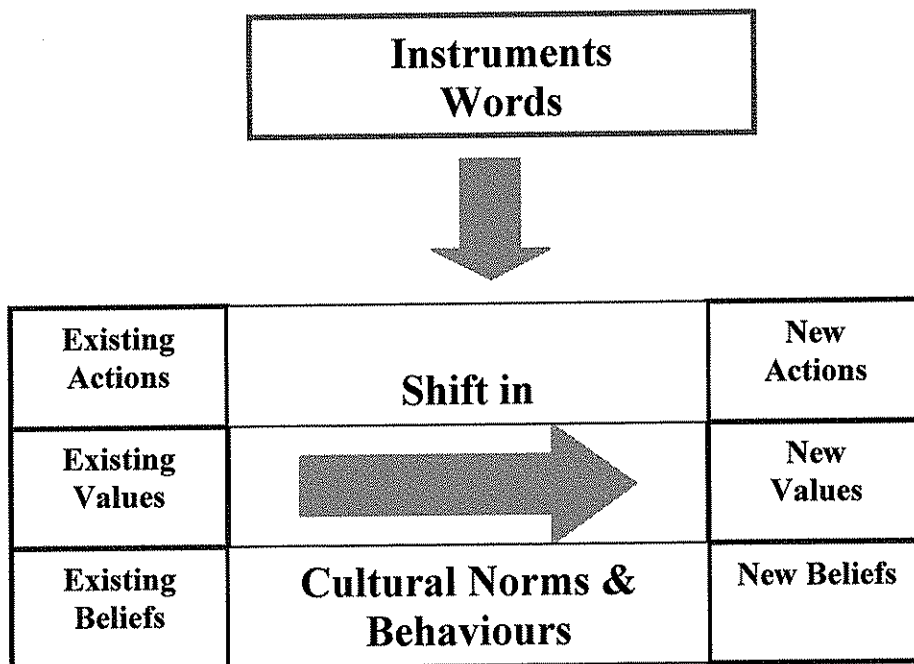 Instruments
Words
Existing
Actions
Shift in
New
Actions
Existing
Values
New
Values
Existing
Beliefs
Cultural Norms &
Behaviours
New Beliefs